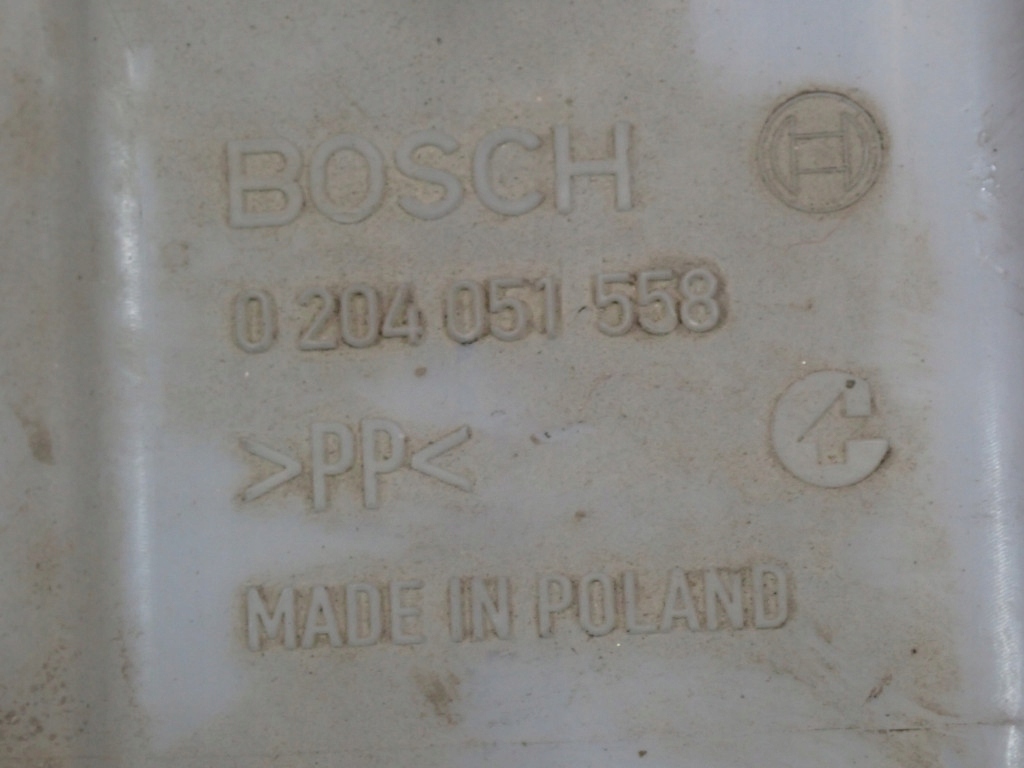 BOSCH
0 204 051 558
>PP<
MADE IN POLAND